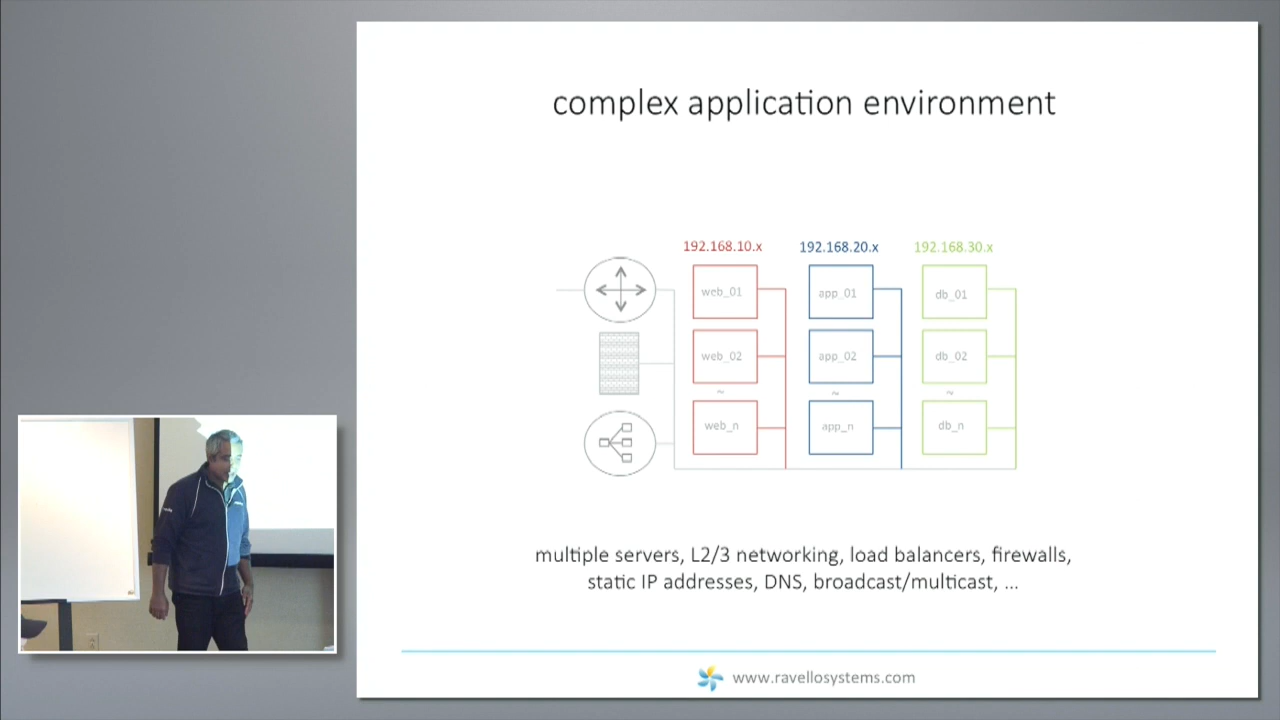 complex application environment
192.168.10.x 192.168.20.x 192.168.30.x
web_01 app_01 db_01
web_02 app_02 db_02
~ ~ ~
web_n app_n db_n
multiple servers, L2/3 networking, load balancers, firewalls,
static IP addresses, DNS, broadcast/multicast, ...
www.ravellosystems.com